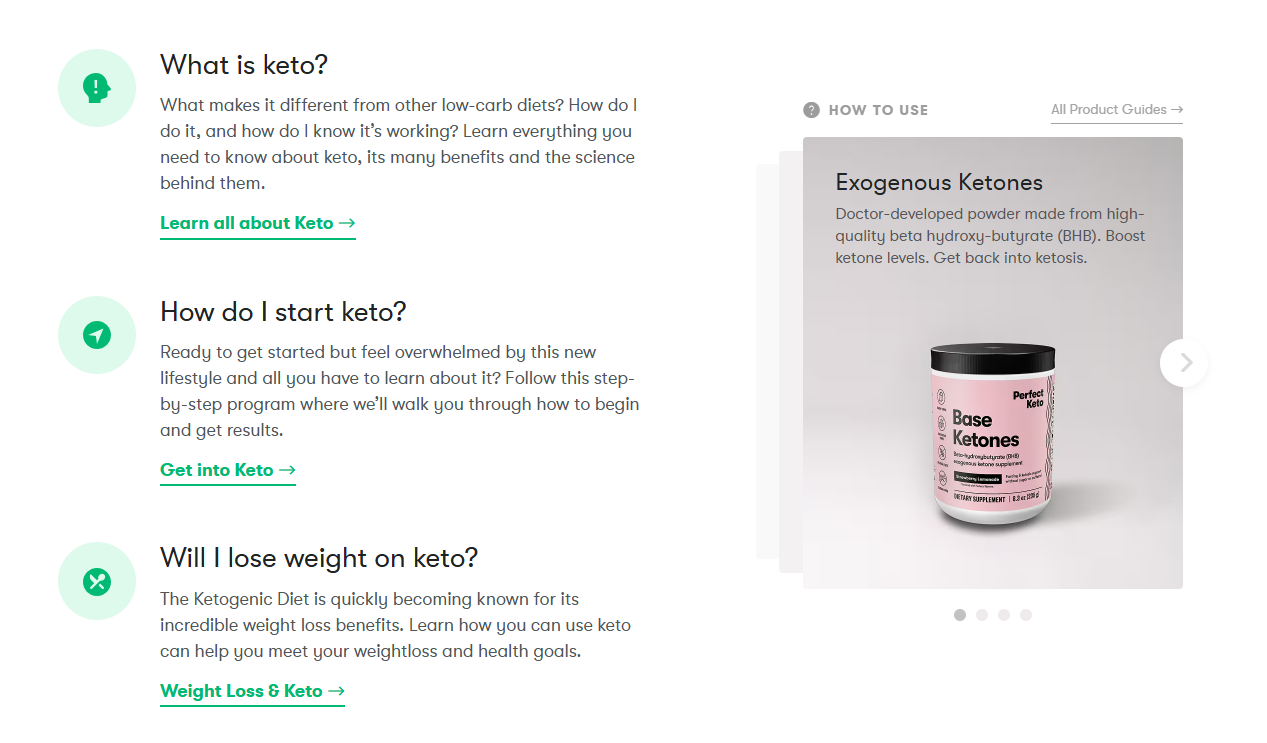 What is keto?
What makes it different from other low-carb diets? How do I
do it, and how do I know it’s working? Learn everything you
need to know about keto, its many benefits and the science
behind them.
Learn all about Keto →
How do I start keto?
Ready to get started but feel overwhelmed by this new
lifestyle and all you have to learn about it? Follow this step-
by-step program where we’ll walk you through how to begin
and get results.
Get into Keto →
Will I lose weight on keto?
The Ketogenic Diet is quickly becoming known for its
incredible weight loss benefits. Learn how you can use keto
can help you meet your weightloss and health goals.
Weight Loss & Keto →
? HOW TO USE
All Product Guides →
Exogenous Ketones
Doctor-developed powder made from high-
quality beta hydroxy-butyrate (BHB). Boost
ketone levels. Get back into ketosis.
Perfect
Keto
Base
Ketones
Beta-hydroxybutyrate (BHB)
exogenous ketone supplement
Strawberry Lemonade
DIETARY SUPPLEMENT | 8.3 oz (235 g)